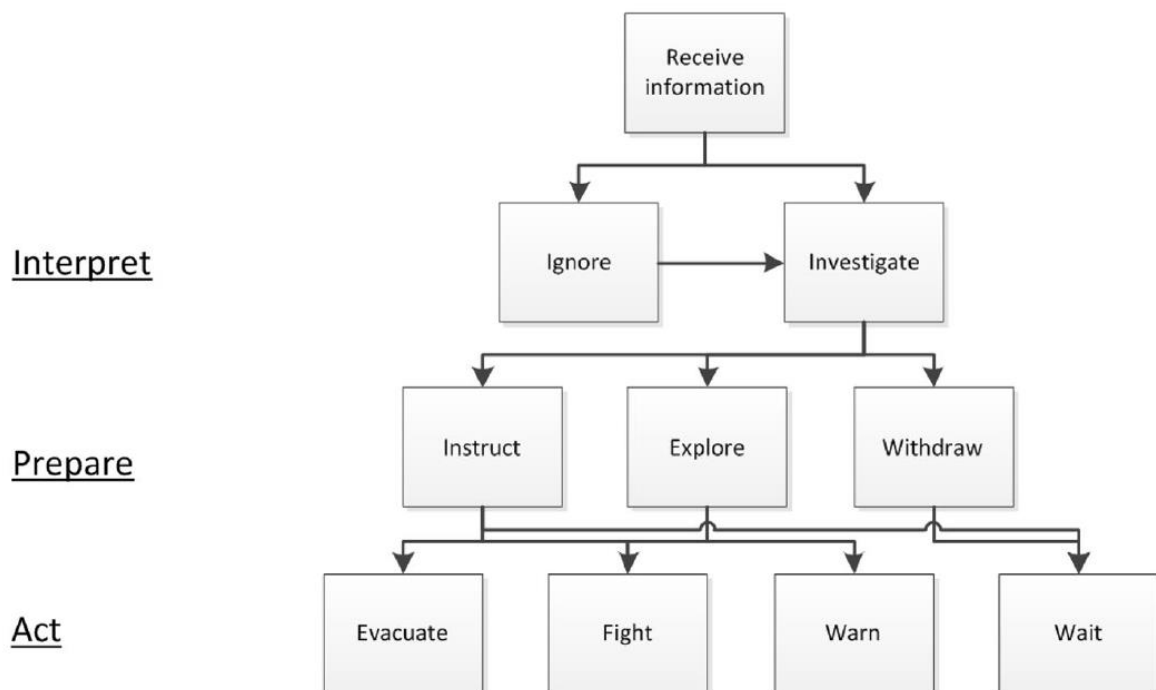 Receive
information
Interpret
Ignore
Investigate
Prepare
Instruct
Explore
Withdraw
Act
Evacuate
Fight
Warn
Wait